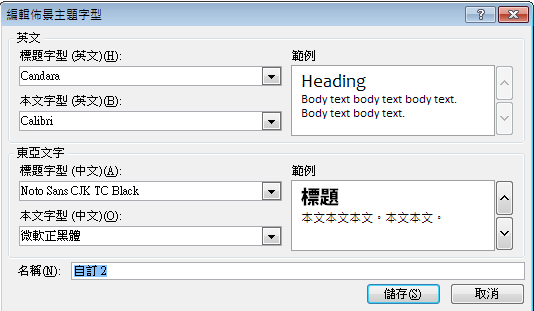 編輯佈景主題字型
英文
標題字型 (英文)(H):
Candara
本文字型 (英文)(B):
Calibri
範例
Heading
Body text body text body text.
Body text body text.
東亞文字
標題字型 (中文)(A):
Noto Sans CJK TC Black
本文字型 (中文)(O):
微軟正黑體
範例
標題
本文本文本文。本文本文。
名稱(N): 自訂 2
儲存(S) 取消